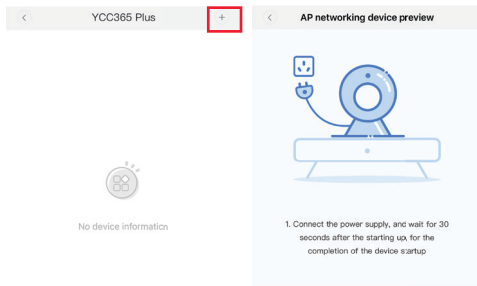 YCC365 Plus +
No device information
AP networking device preview
1. Connect the power supply, and wait for 30
seconds after the starting up, for the
completion of the device startup